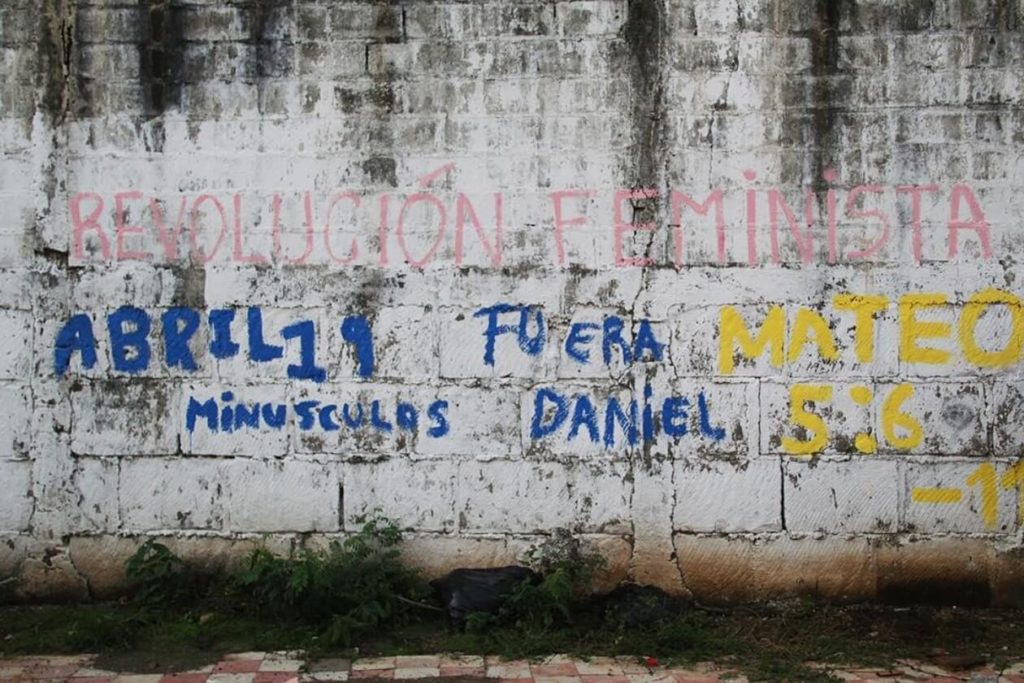 REVOLUCIÓN FEMINISTA
ABRIL 19 FUERA MATEO
MINUSCULOS DANIEL 5:6
-11